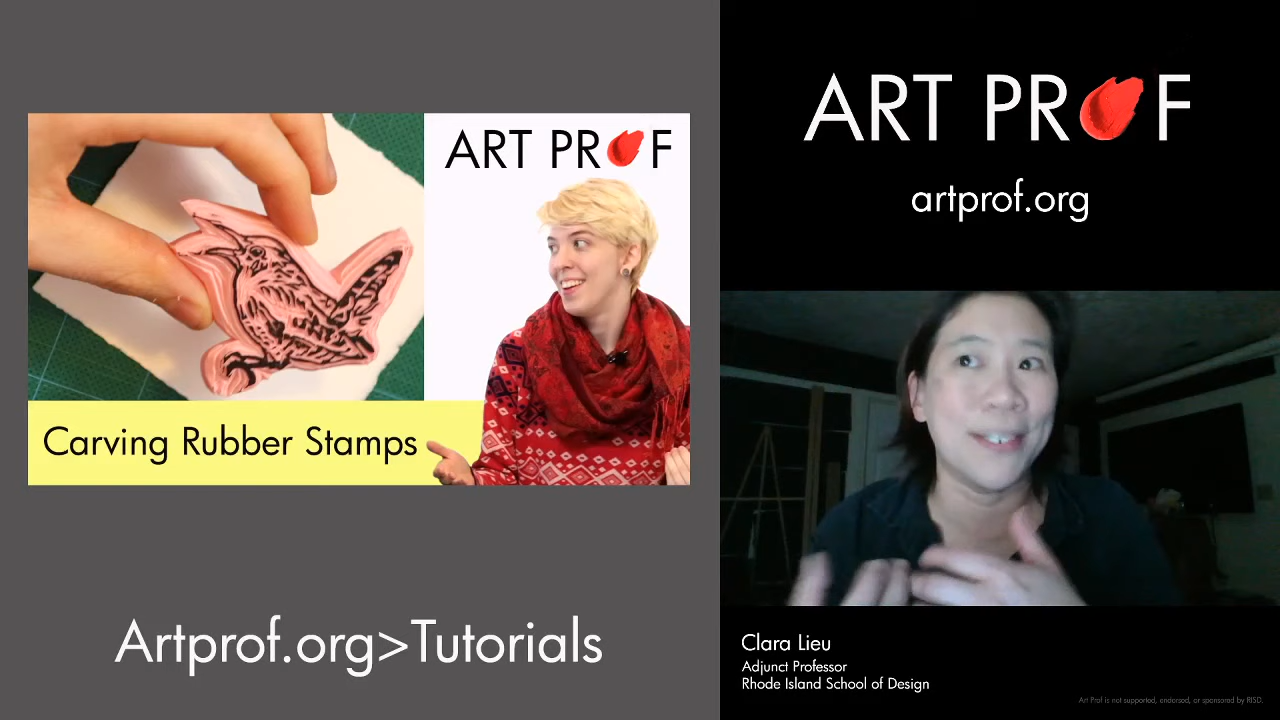 ART PROF
Carving Rubber Stamps
Artprof.org>Tutorials
ART PROF
artprof.org
Clara Lieu
Adjunct Professor
Rhode Island School of Design
Art Prof is not supported, endorsed, or sponsored by RISD.